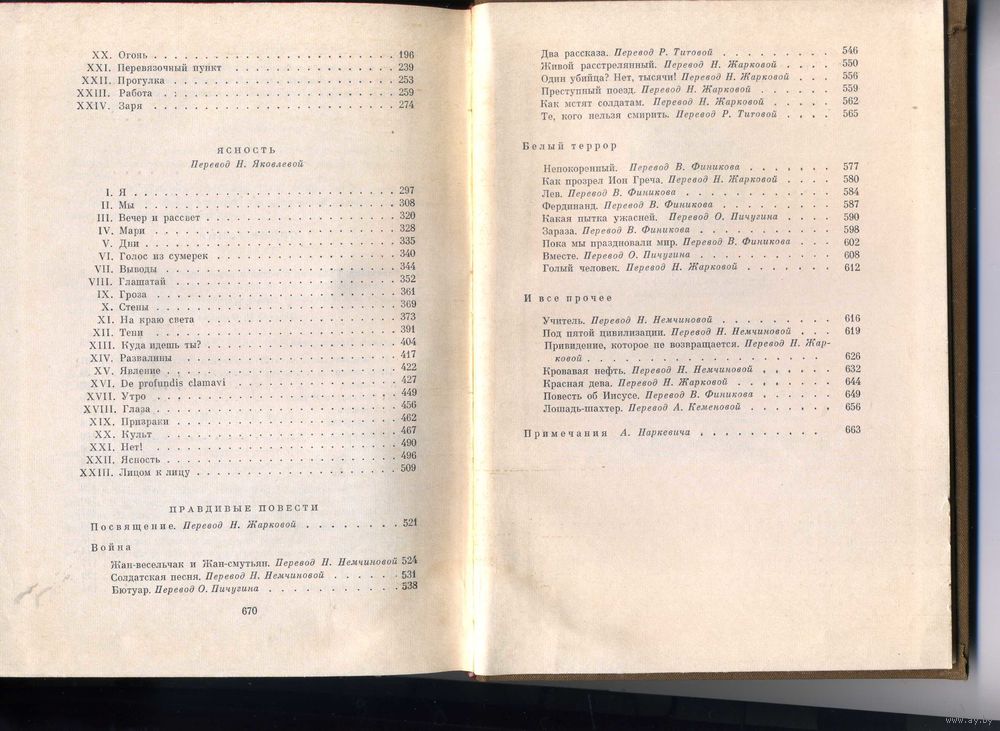 XX. Огонь . . . . . . . . . . . . . . . . . . . . 196
XXI. Перевязочный пункт . . . . . . . . . . . . . 239
XXII. Прогулка . . . . . . . . . . . . . . . . . . 253
XXIII. Работа . . . . . . . . . . . . . . . . . . . 259
XXIV. Заря . . . . . . . . . . . . . . . . . . . . 274
ЯСНОСТЬ
Перевод Н. Яковлевой
I. Я . . . . . . . . . . . . . . . . . . . . . . 297
II. Мы . . . . . . . . . . . . . . . . . . . . . 308
III. Вечер и рассвет . . . . . . . . . . . . . . . 320
IV. Мари . . . . . . . . . . . . . . . . . . . . 328
V. Дни . . . . . . . . . . . . . . . . . . . . . 335
VI. Голос из сумерек . . . . . . . . . . . . . . 340
VII. Выводы . . . . . . . . . . . . . . . . . . . 344
VIII. Глашатай . . . . . . . . . . . . . . . . . . 352
IX. Гроза . . . . . . . . . . . . . . . . . . . . 361
X. Стены . . . . . . . . . . . . . . . . . . . . 369
XI. На краю света . . . . . . . . . . . . . . . . 373
XII. Тени . . . . . . . . . . . . . . . . . . . . 391
XIII. Куда идешь ты? . . . . . . . . . . . . . . . 404
XIV. Развалины . . . . . . . . . . . . . . . . . . 417
XV. Явление . . . . . . . . . . . . . . . . . . . 422
XVI. De profundis clamavi . . . . . . . . . . . . 427
XVII. Утро . . . . . . . . . . . . . . . . . . . . 449
XVIII. Глаза . . . . . . . . . . . . . . . . . . . 456
XIX. Призраки . . . . . . . . . . . . . . . . . . 462
XX. Культ . . . . . . . . . . . . . . . . . . . . 467
XXI. Нет! . . . . . . . . . . . . . . . . . . . . 490
XXII. Ясность . . . . . . . . . . . . . . . . . . 496
XXIII. Лицом к лицу . . . . . . . . . . . . . . . 509
ПРАВДИВЫЕ ПОВЕСТИ
Посвящение. Перевод Н. Жарковой . . . . . . . . 521
Война
Жан-весельчак и Жан-смутьян. Перевод Н. Немчиновой 524
Солдатская песня. Перевод Н. Немчиновой . . . . . . 531
Бютуар. Перевод О. Пичугина . . . . . . . . . . . 538
670
Два рассказа. Перевод Р. Титовой . . . . . . . . . 546
Живой расстрелянный. Перевод Н. Жарковой . . . . 550
Один убийца? Нет, тысячи! Перевод Н. Жарковой . . . . 556
Преступный поезд. Перевод Н. Жарковой . . . . . . 559
Как мстят солдатам. Перевод Н. Жарковой . . . . . 562
Те, кого нельзя смирить. Перевод Р. Титовой . . . . 565
Белый террор
Непокоренный. Перевод В. Финикова . . . . . . . 577
Как прозрел Ион Греча. Перевод Н. Жарковой . . . . 580
Лев. Перевод В. Финикова . . . . . . . . . . . 584
Фердинанд. Перевод В. Финикова . . . . . . . . . 587
Какая пытка ужасней. Перевод О. Пичугина . . . . . 590
Зараза. Перевод В. Финикова . . . . . . . . . . 598
Пока мы праздновали мир. Перевод В. Финикова . . . 602
Вместе. Перевод О. Пичугина . . . . . . . . . . 608
Голый человек. Перевод Н. Жарковой . . . . . . . 612
И все прочее
Учитель. Перевод Н. Немчиновой . . . . . . . . . 616
Под пятой цивилизации. Перевод Н. Немчиновой . . . 619
Привидение, которое не возвращается. Перевод Н. Жар-
ковой . . . . . . . . . . . . . . . . . . . 626
Кровавая нефть. Перевод Н. Немчиновой . . . . . . 632
Красная дева. Перевод Н. Жарковой . . . . . . . . 644
Повесть об Иисусе. Перевод В. Финикова . . . . . . 649
Лошадь-шахтер. Перевод А. Кеменовой . . . . . . . 656
Примечания А. Наркевича . . . . . . . . . . 663
www.ay.by